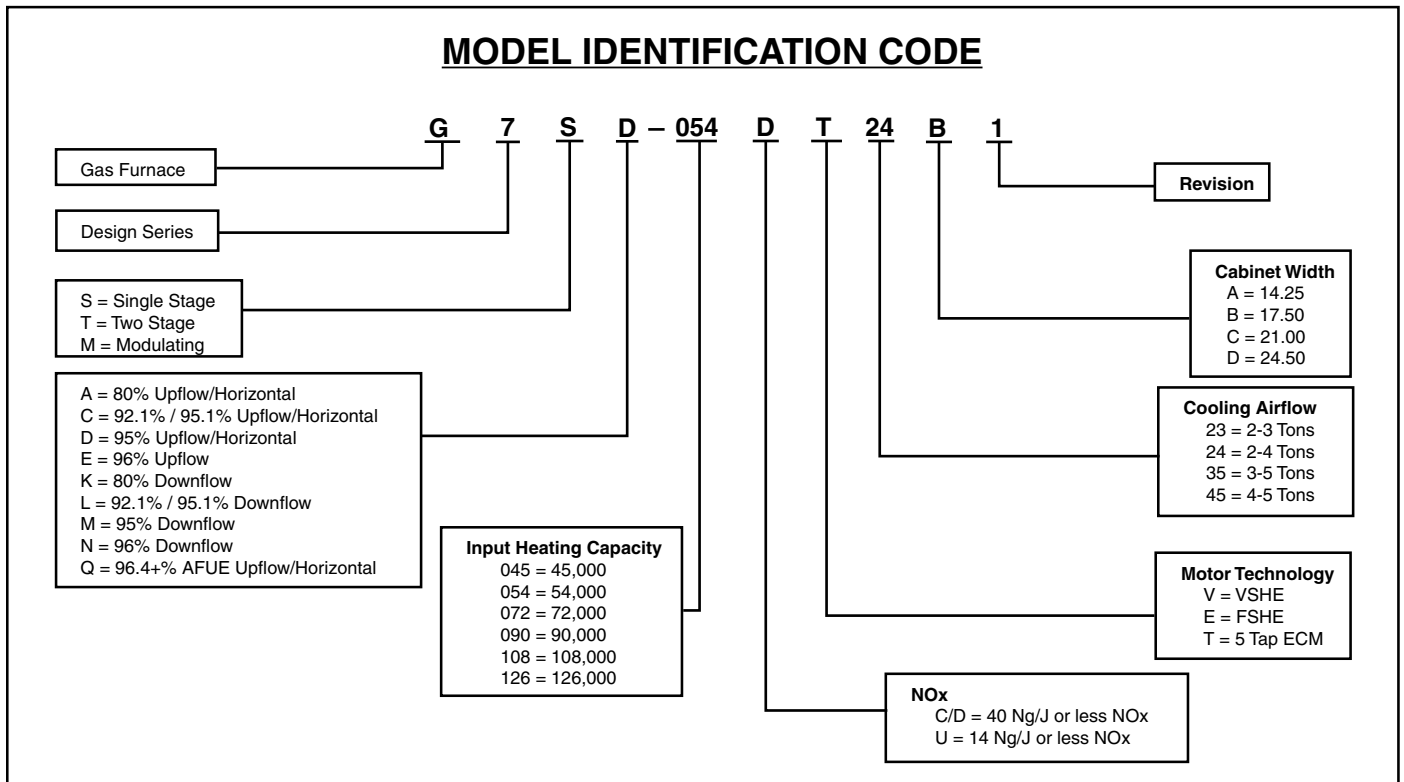 MODEL IDENTIFICATION CODE
G 7 S D – 054 D T 24 B 1
Gas Furnace
Design Series
S = Single Stage
T = Two Stage
M = Modulating
A = 80% Upflow/Horizontal
C = 92.1% / 95.1% Upflow/Horizontal
D = 95% Upflow/Horizontal
E = 96% Upflow
K = 80% Downflow
L = 92.1% / 95.1% Downflow
M = 95% Downflow
N = 96% Downflow
Q = 96.4+% AFUE Upflow/Horizontal
Input Heating Capacity
045 = 45,000
054 = 54,000
072 = 72,000
090 = 90,000
108 = 108,000
126 = 126,000
Revision
Cabinet Width
A = 14.25
B = 17.50
C = 21.00
D = 24.50
Cooling Airflow
23 = 2-3 Tons
24 = 2-4 Tons
35 = 3-5 Tons
45 = 4-5 Tons
Motor Technology
V = VSHE
E = FSHE
T = 5 Tap ECM
NOx
C/D = 40 Ng/J or less NOx
U = 14 Ng/J or less NOx